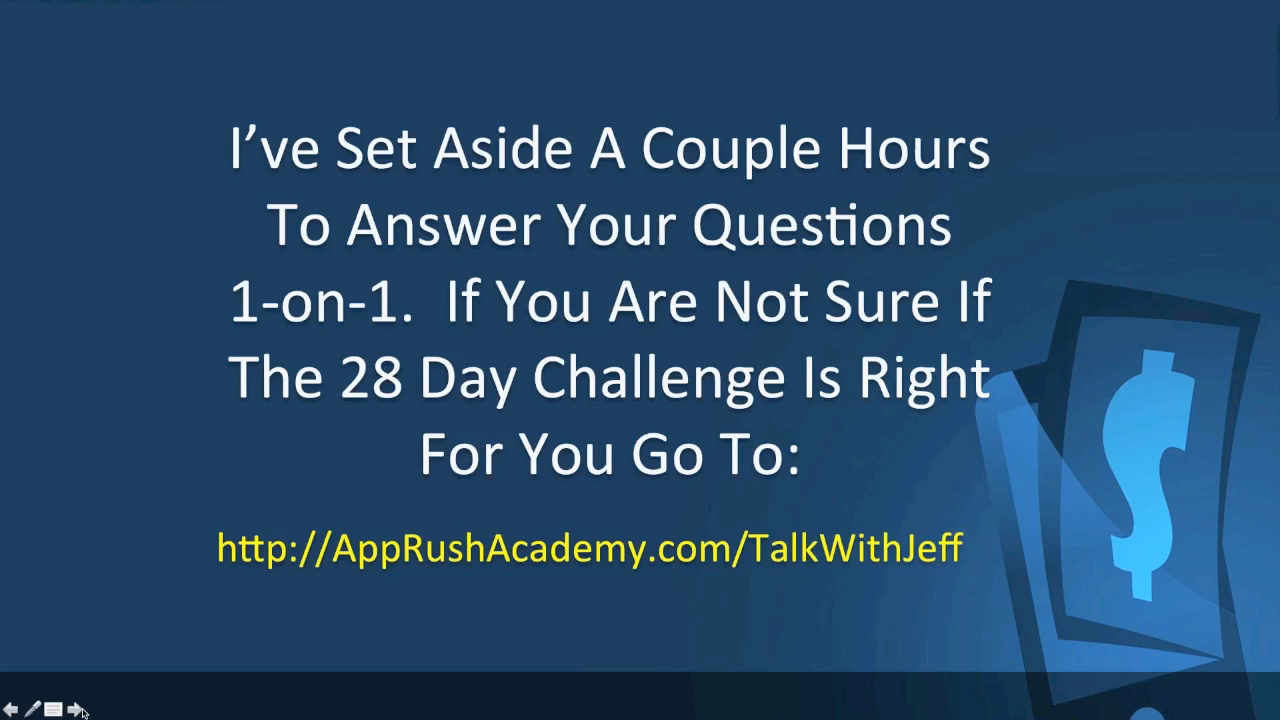 I’ve Set Aside A Couple Hours
To Answer Your Questions
1-on-1.  If You Are Not Sure If
The 28 Day Challenge Is Right
For You Go To:
http://AppRushAcademy.com/TalkWithJeff
$